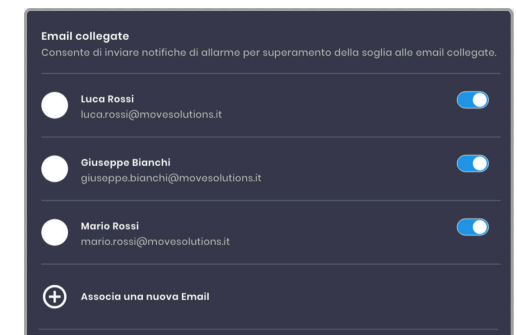 Email collegate
Consente di inviare notifiche di allarme per superamento della soglia alle email collegate.
Luca Rossi
luca.rossi@movesolutions.it
Giuseppe Bianchi
giuseppe.bianchi@movesolutions.it
Mario Rossi
mario.rossi@movesolutions.it
Associa una nuova Email